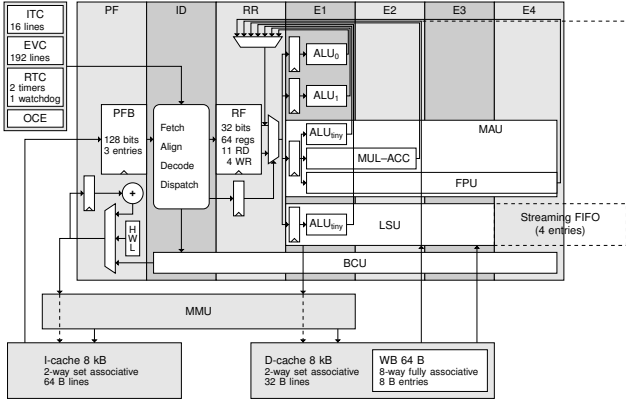 PF ID RR E1 E2 E3 E4
ITC
16 lines
EVC
192 lines
RTC
2 timers
1 watchdog
OCE
PFB
128 bits
3 entries
Fetch
Align
Decode
Dispatch
RF
32 bits
64 regs
11 RD
4 WR
ALU0
ALU1
ALUtiny
MAU
MUL–ACC
FPU
+
H
W
L
ALUtiny
LSU
Streaming FIFO
(4 entries)
BCU
MMU
I-cache 8 kB
2-way set associative
64 B lines
D-cache 8 kB
2-way set associative
32 B lines
WB 64 B
8-way fully associative
8 B entries